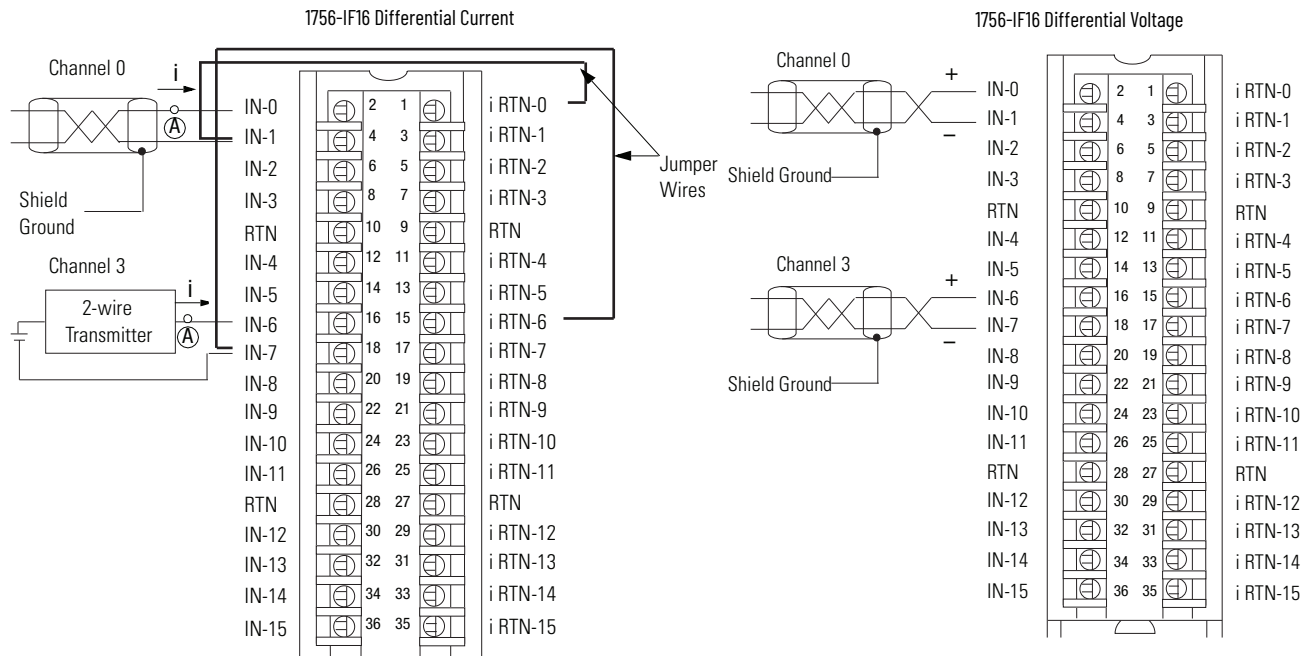 1756-IF16 Differential Current
Channel 0
i
A
Shield
Ground
Channel 3
i
2-wire
Transmitter
A
Jumper
Wires
IN-0 2 1 i RTN-0
IN-1 4 3 i RTN-1
IN-2 6 5 i RTN-2
IN-3 8 7 i RTN-3
RTN 10 9 RTN
IN-4 12 11 i RTN-4
IN-5 14 13 i RTN-5
IN-6 16 15 i RTN-6
IN-7 18 17 i RTN-7
IN-8 20 19 i RTN-8
IN-9 22 21 i RTN-9
IN-10 24 23 i RTN-10
IN-11 26 25 i RTN-11
RTN 28 27 RTN
IN-12 30 29 i RTN-12
IN-13 32 31 i RTN-13
IN-14 34 33 i RTN-14
IN-15 36 35 i RTN-15
1756-IF16 Differential Voltage
Channel 0
+
–
Shield Ground
Channel 3
+
–
Shield Ground
IN-0 2 1 i RTN-0
IN-1 4 3 i RTN-1
IN-2 6 5 i RTN-2
IN-3 8 7 i RTN-3
RTN 10 9 RTN
IN-4 12 11 i RTN-4
IN-5 14 13 i RTN-5
IN-6 16 15 i RTN-6
IN-7 18 17 i RTN-7
IN-8 20 19 i RTN-8
IN-9 22 21 i RTN-9
IN-10 24 23 i RTN-10
IN-11 26 25 i RTN-11
RTN 28 27 RTN
IN-12 30 29 i RTN-12
IN-13 32 31 i RTN-13
IN-14 34 33 i RTN-14
IN-15 36 35 i RTN-15